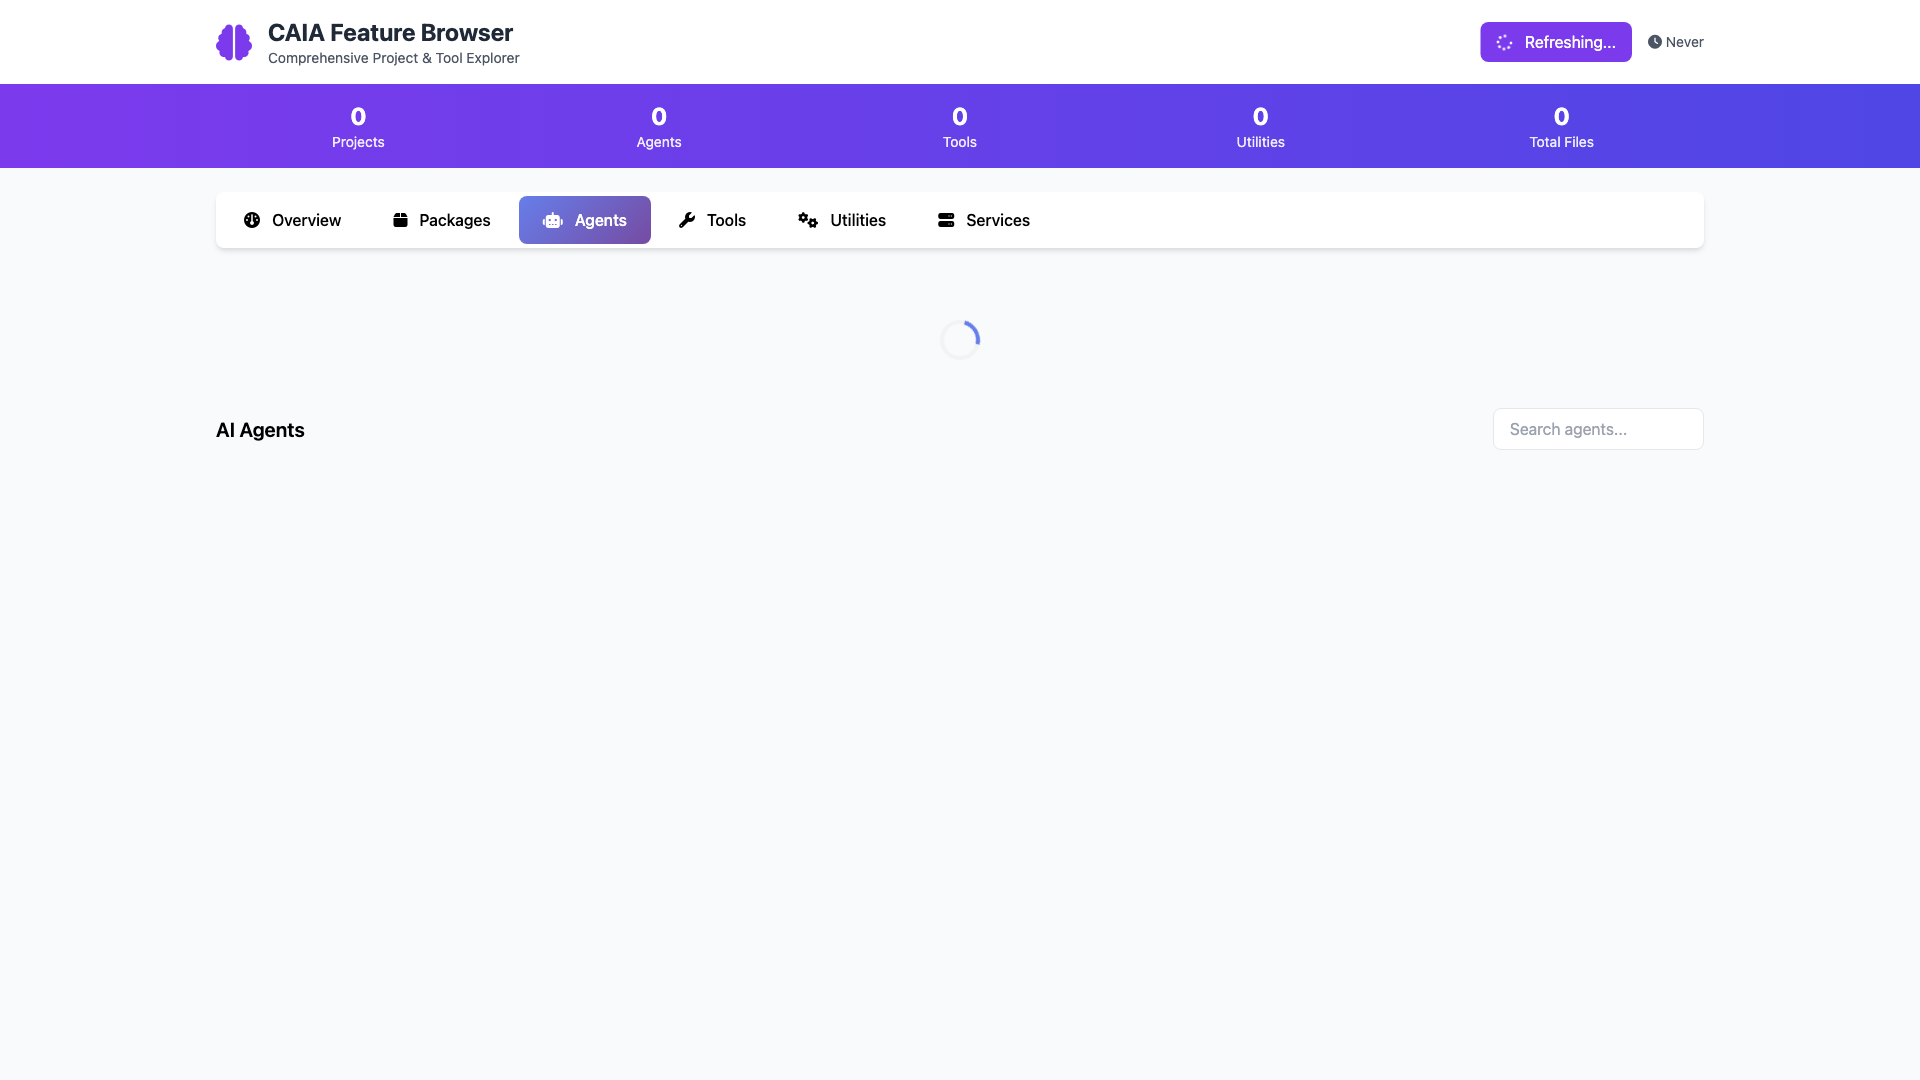 CAIA Feature Browser
Comprehensive Project & Tool Explorer
Refreshing...
Never
0
Projects
0
Agents
0
Tools
0
Utilities
0
Total Files
Overview
Packages
Agents
Tools
Utilities
Services
AI Agents
Search agents...